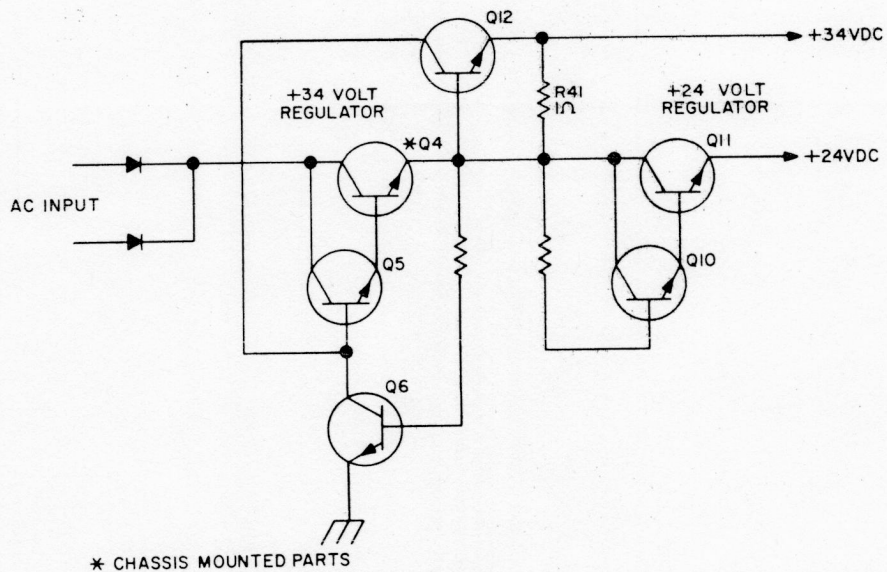 Q12
+34VDC
R41
1Ω
+34 VOLT
REGULATOR
+24 VOLT
REGULATOR
*Q4
Q11
+24VDC
AC INPUT
Q5
Q10
Q6
* CHASSIS MOUNTED PARTS